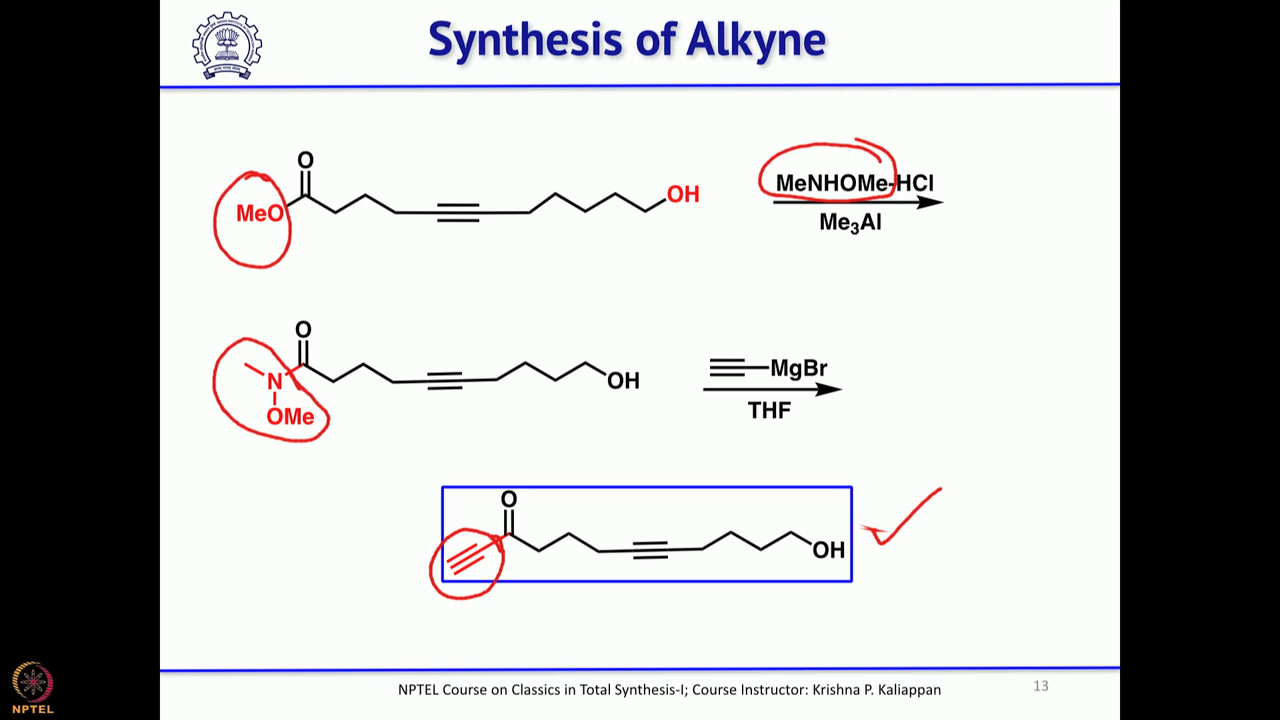 Synthesis of Alkyne
O
MeO
OH
MeNHOMe-HCl
Me₃Al
O
N
OMe
OH
MgBr
THF
O
OH
NPTEL Course on Classics in Total Synthesis-I; Course Instructor: Krishna P. Kaliappan
13
NPTEL